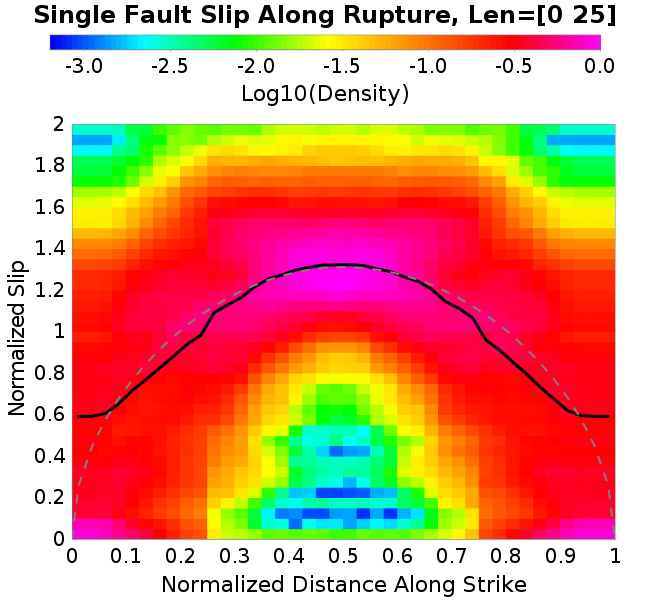 Single Fault Slip Along Rupture, Len=[0 25]
-3.0 -2.5 -2.0 -1.5 -1.0 -0.5 0.0
Log10(Density)
2
1.8
1.6
1.4
1.2
1
0.8
0.6
0.4
0.2
0
Normalized Slip
0 0.1 0.2 0.3 0.4 0.5 0.6 0.7 0.8 0.9 1
Normalized Distance Along Strike